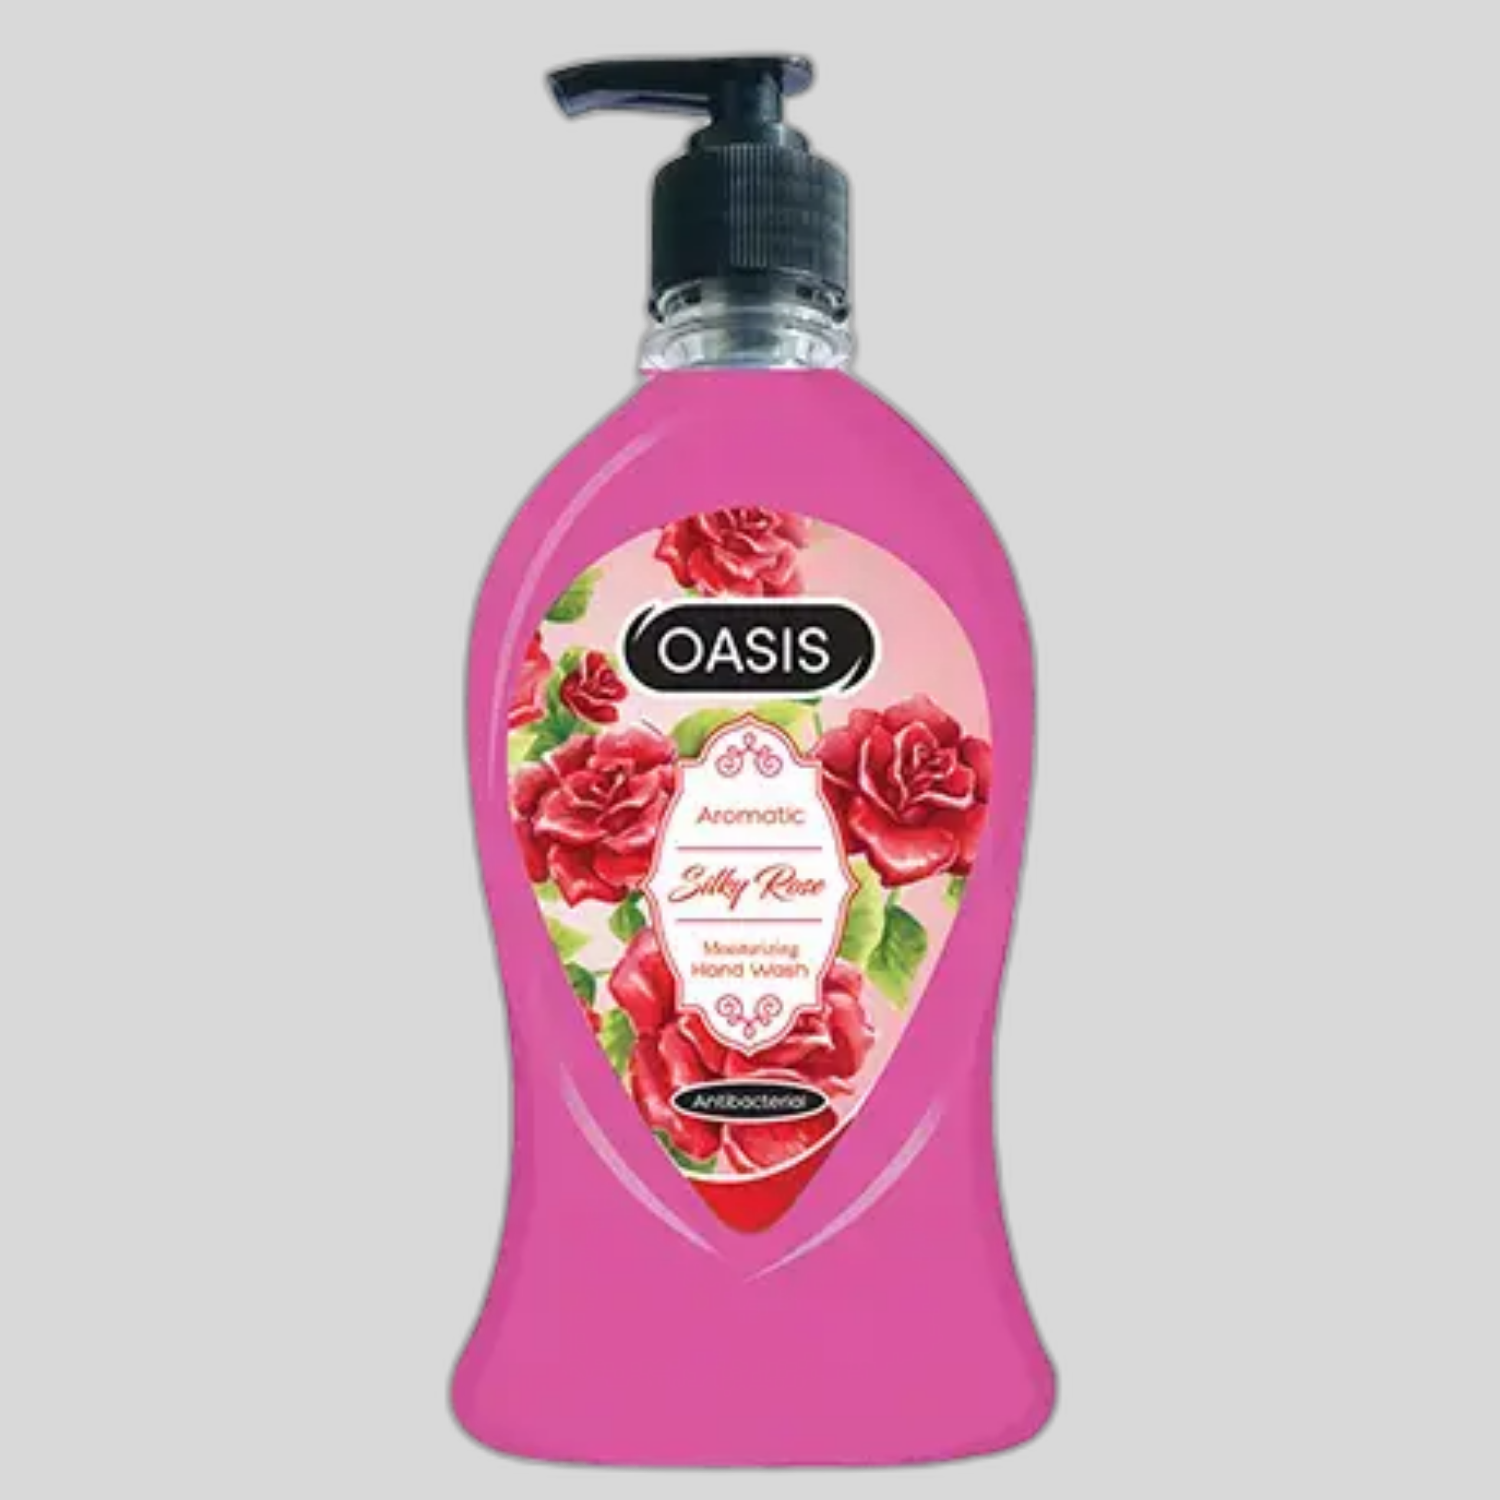 OASIS
Aromatic
Silky Rose
Moisturizing
Hand Wash
Antibacterial